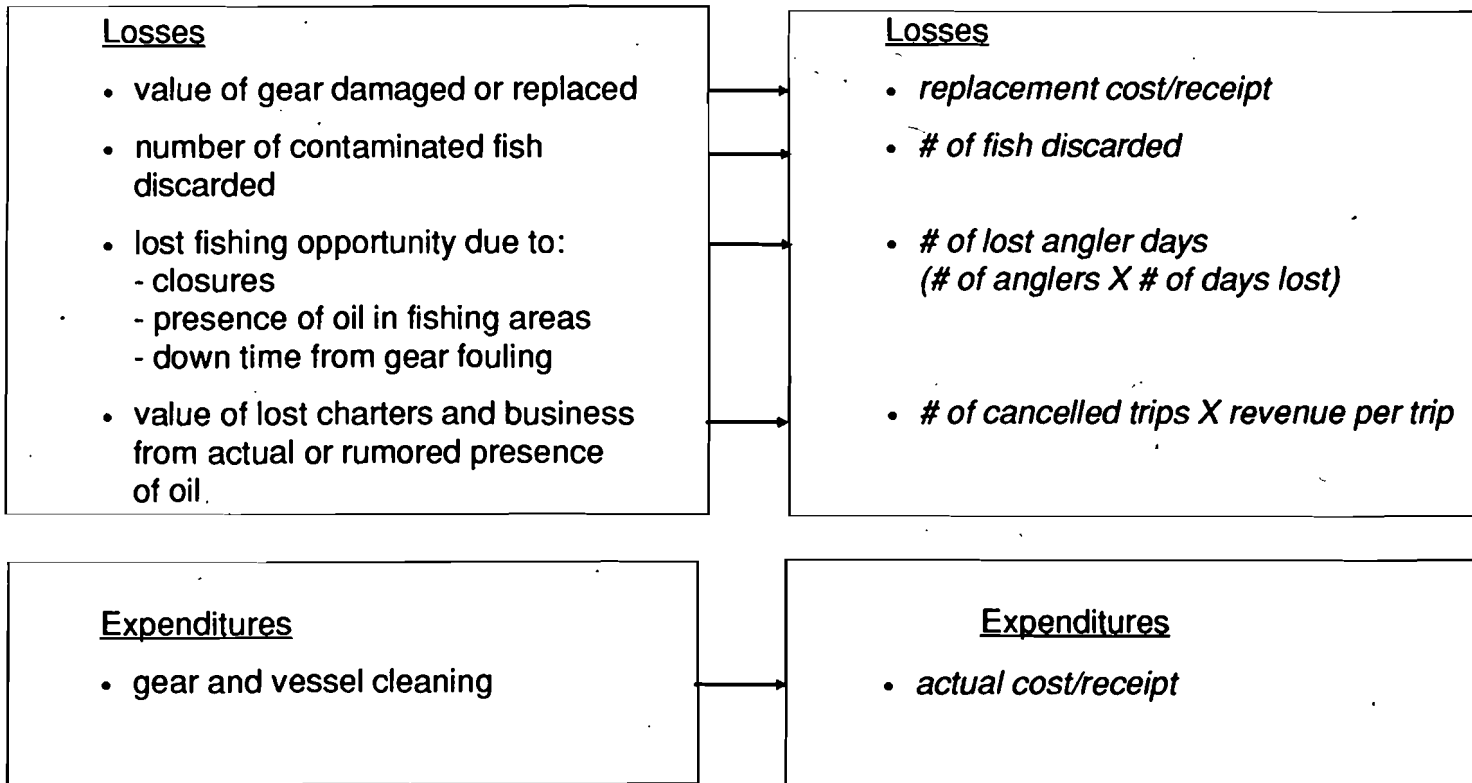 Losses
• value of gear damaged or replaced
• number of contaminated fish
discarded
• lost fishing opportunity due to:
- closures
- presence of oil in fishing areas
- down time from gear fouling
• value of lost charters and business
from actual or rumored presence
of oil
Losses
• replacement cost/receipt
• # of fish discarded
• # of lost angler days
(# of anglers X # of days lost)
• # of cancelled trips X revenue per trip
Expenditures
• gear and vessel cleaning
Expenditures
• actual cost/receipt